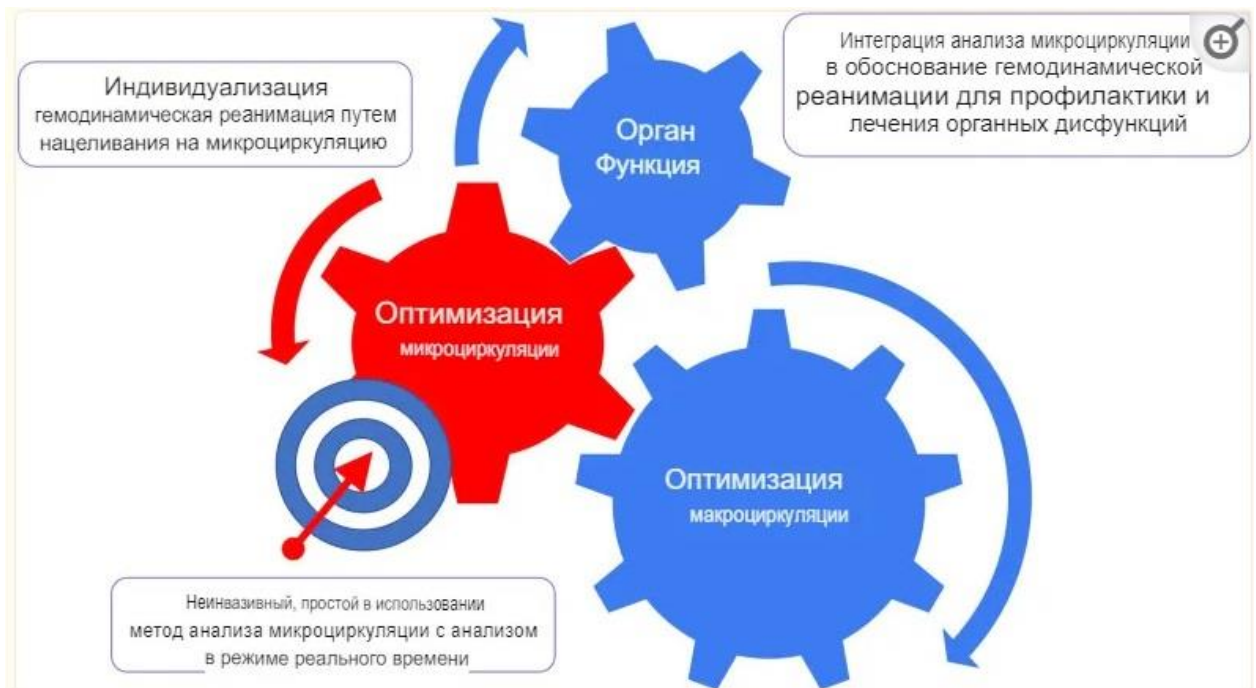 Индивидуализация
гемодинамическая реанимация путем
нацеливания на микроциркуляцию
Интеграция анализа микроциркуляции
в обоснование гемодинамической
реанимации для профилактики и
лечения органных дисфункций
Орган
Функция
Оптимизация
микроциркуляции
Оптимизация
макроциркуляции
Неинвазивный, простой в использовании
метод анализа микроциркуляции с анализом
в режиме реального времени